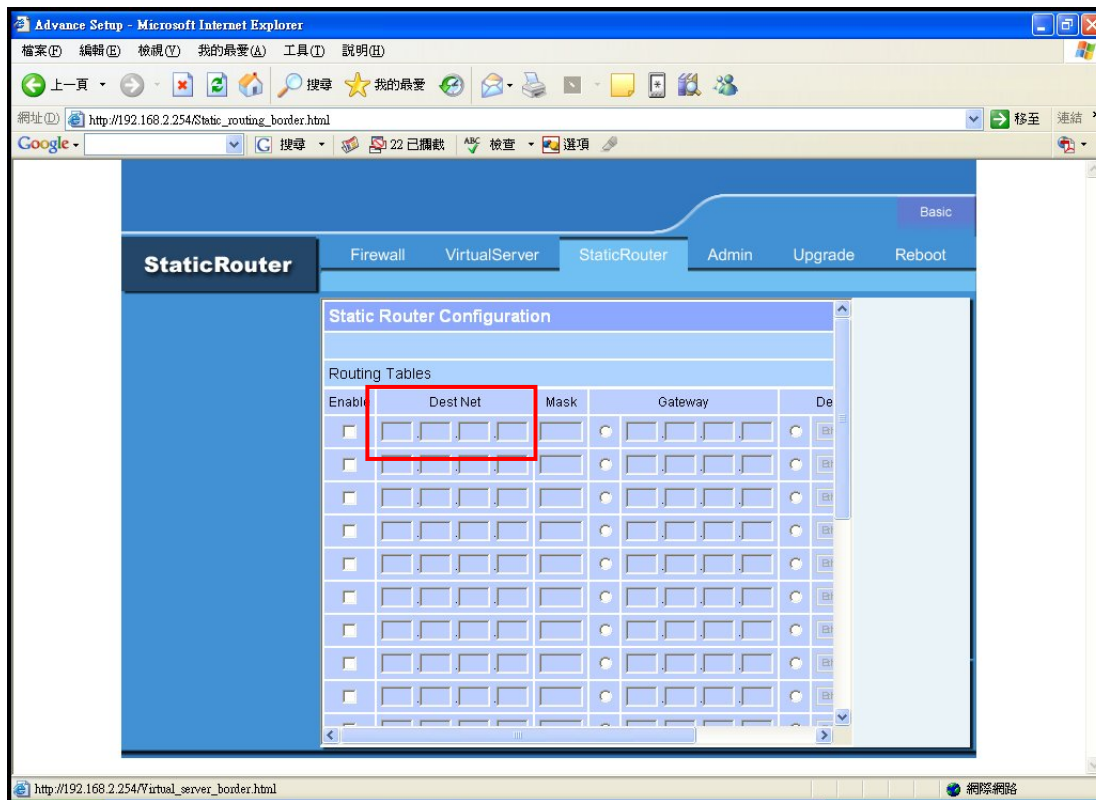 Advance Setup - Microsoft Internet Explorer
檔案(F) 編輯(E) 檢視(V) 我的最愛(A) 工具(T) 說明(H)
上一頁 搜尋 我的最愛
網址(D) http://192.168.2.254/Static_routing_border.html 移至 連結
Google 搜尋 22 已攔截 ABC 檢查 選項
Basic
StaticRouter Firewall VirtualServer StaticRouter Admin Upgrade Reboot
Static Router Configuration
Routing Tables
Enable Dest Net Mask Gateway De
http://192.168.2.254/Virtual_server_border.html 網際網路